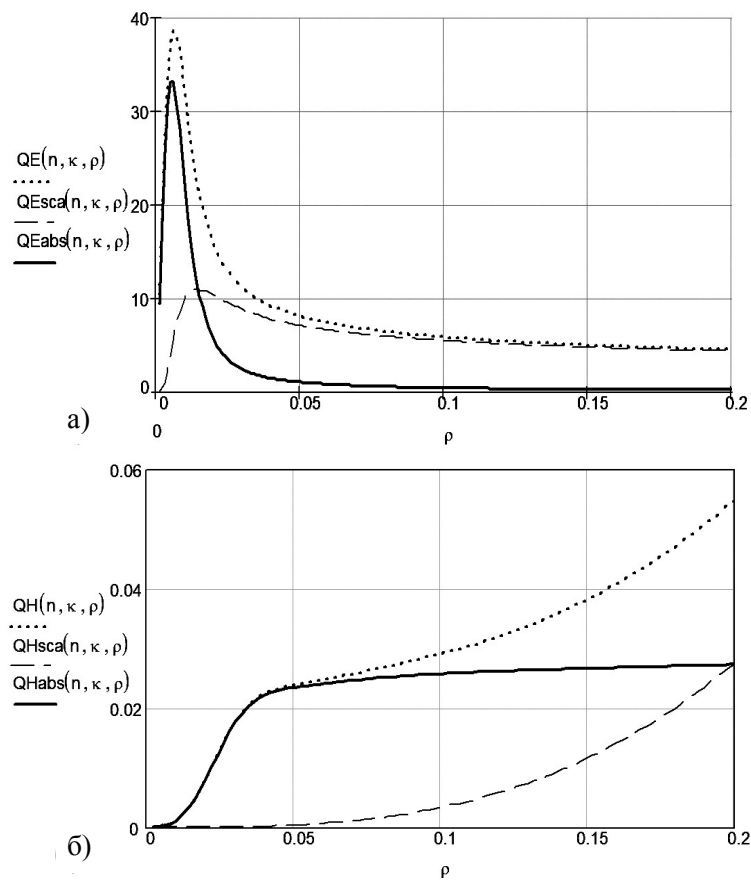 40
30
20
10
0
QE(n, κ, ρ)
QEsca(n, κ, ρ)
QEabs(n, κ, ρ)
0 0.05 0.1 0.15 0.2
0
ρ
а)
0.06
0.04
0.02
0
QH(n, κ, ρ)
QHsca(n, κ, ρ)
QHabs(n, κ, ρ)
0 0.05 0.1 0.15 0.2
ρ
б)